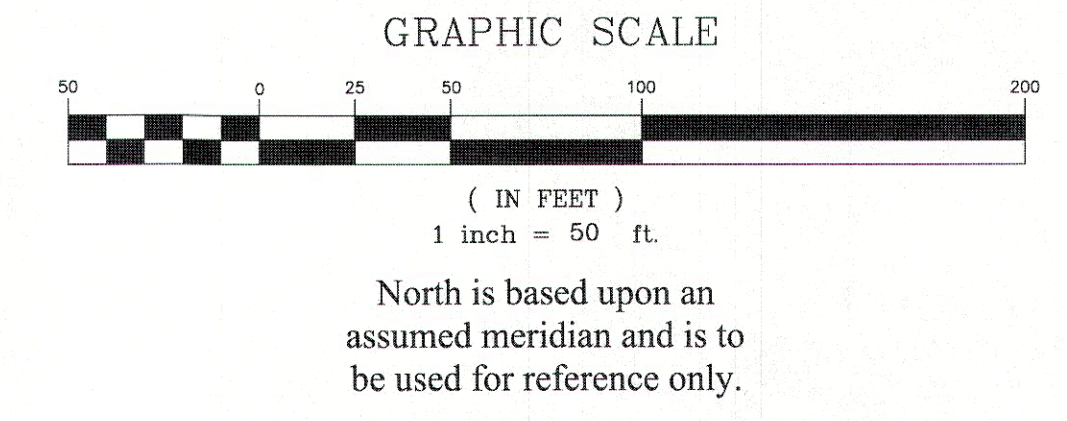 GRAPHIC SCALE
50 0 25 50 100 200
( IN FEET )
1 inch = 50 ft.
North is based upon an
assumed meridian and is to
be used for reference only.